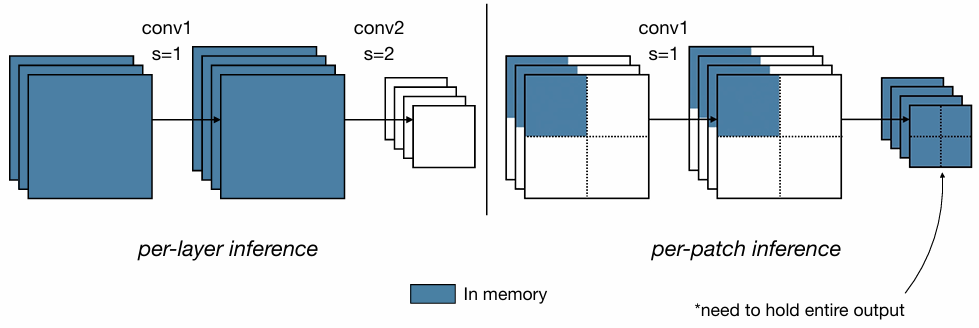 conv1
s=1
conv2
s=2
per-layer inference
conv1
s=1
per-patch inference
In memory
*need to hold entire output